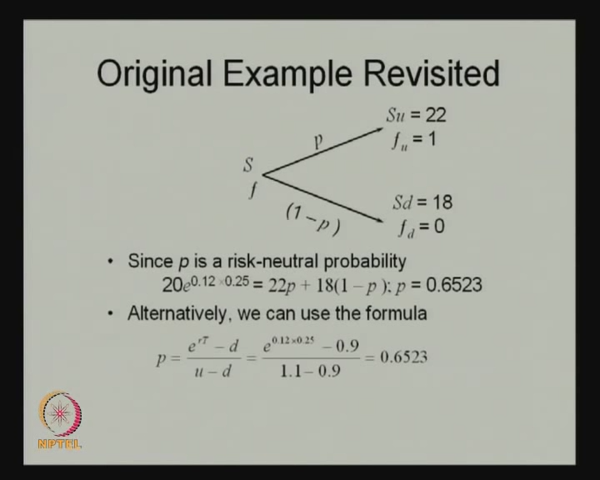 Original Example Revisited
Su = 22
p
fu = 1
S
f
Sd = 18
(1 – p)
fd = 0
• Since p is a risk-neutral probability
20e^0.12 ×0.25 = 22p + 18(1 – p ); p = 0.6523
• Alternatively, we can use the formula
p = (e^rT – d)/(u – d) = (e^0.12×0.25 – 0.9)/(1.1 – 0.9) = 0.6523
NPTEL